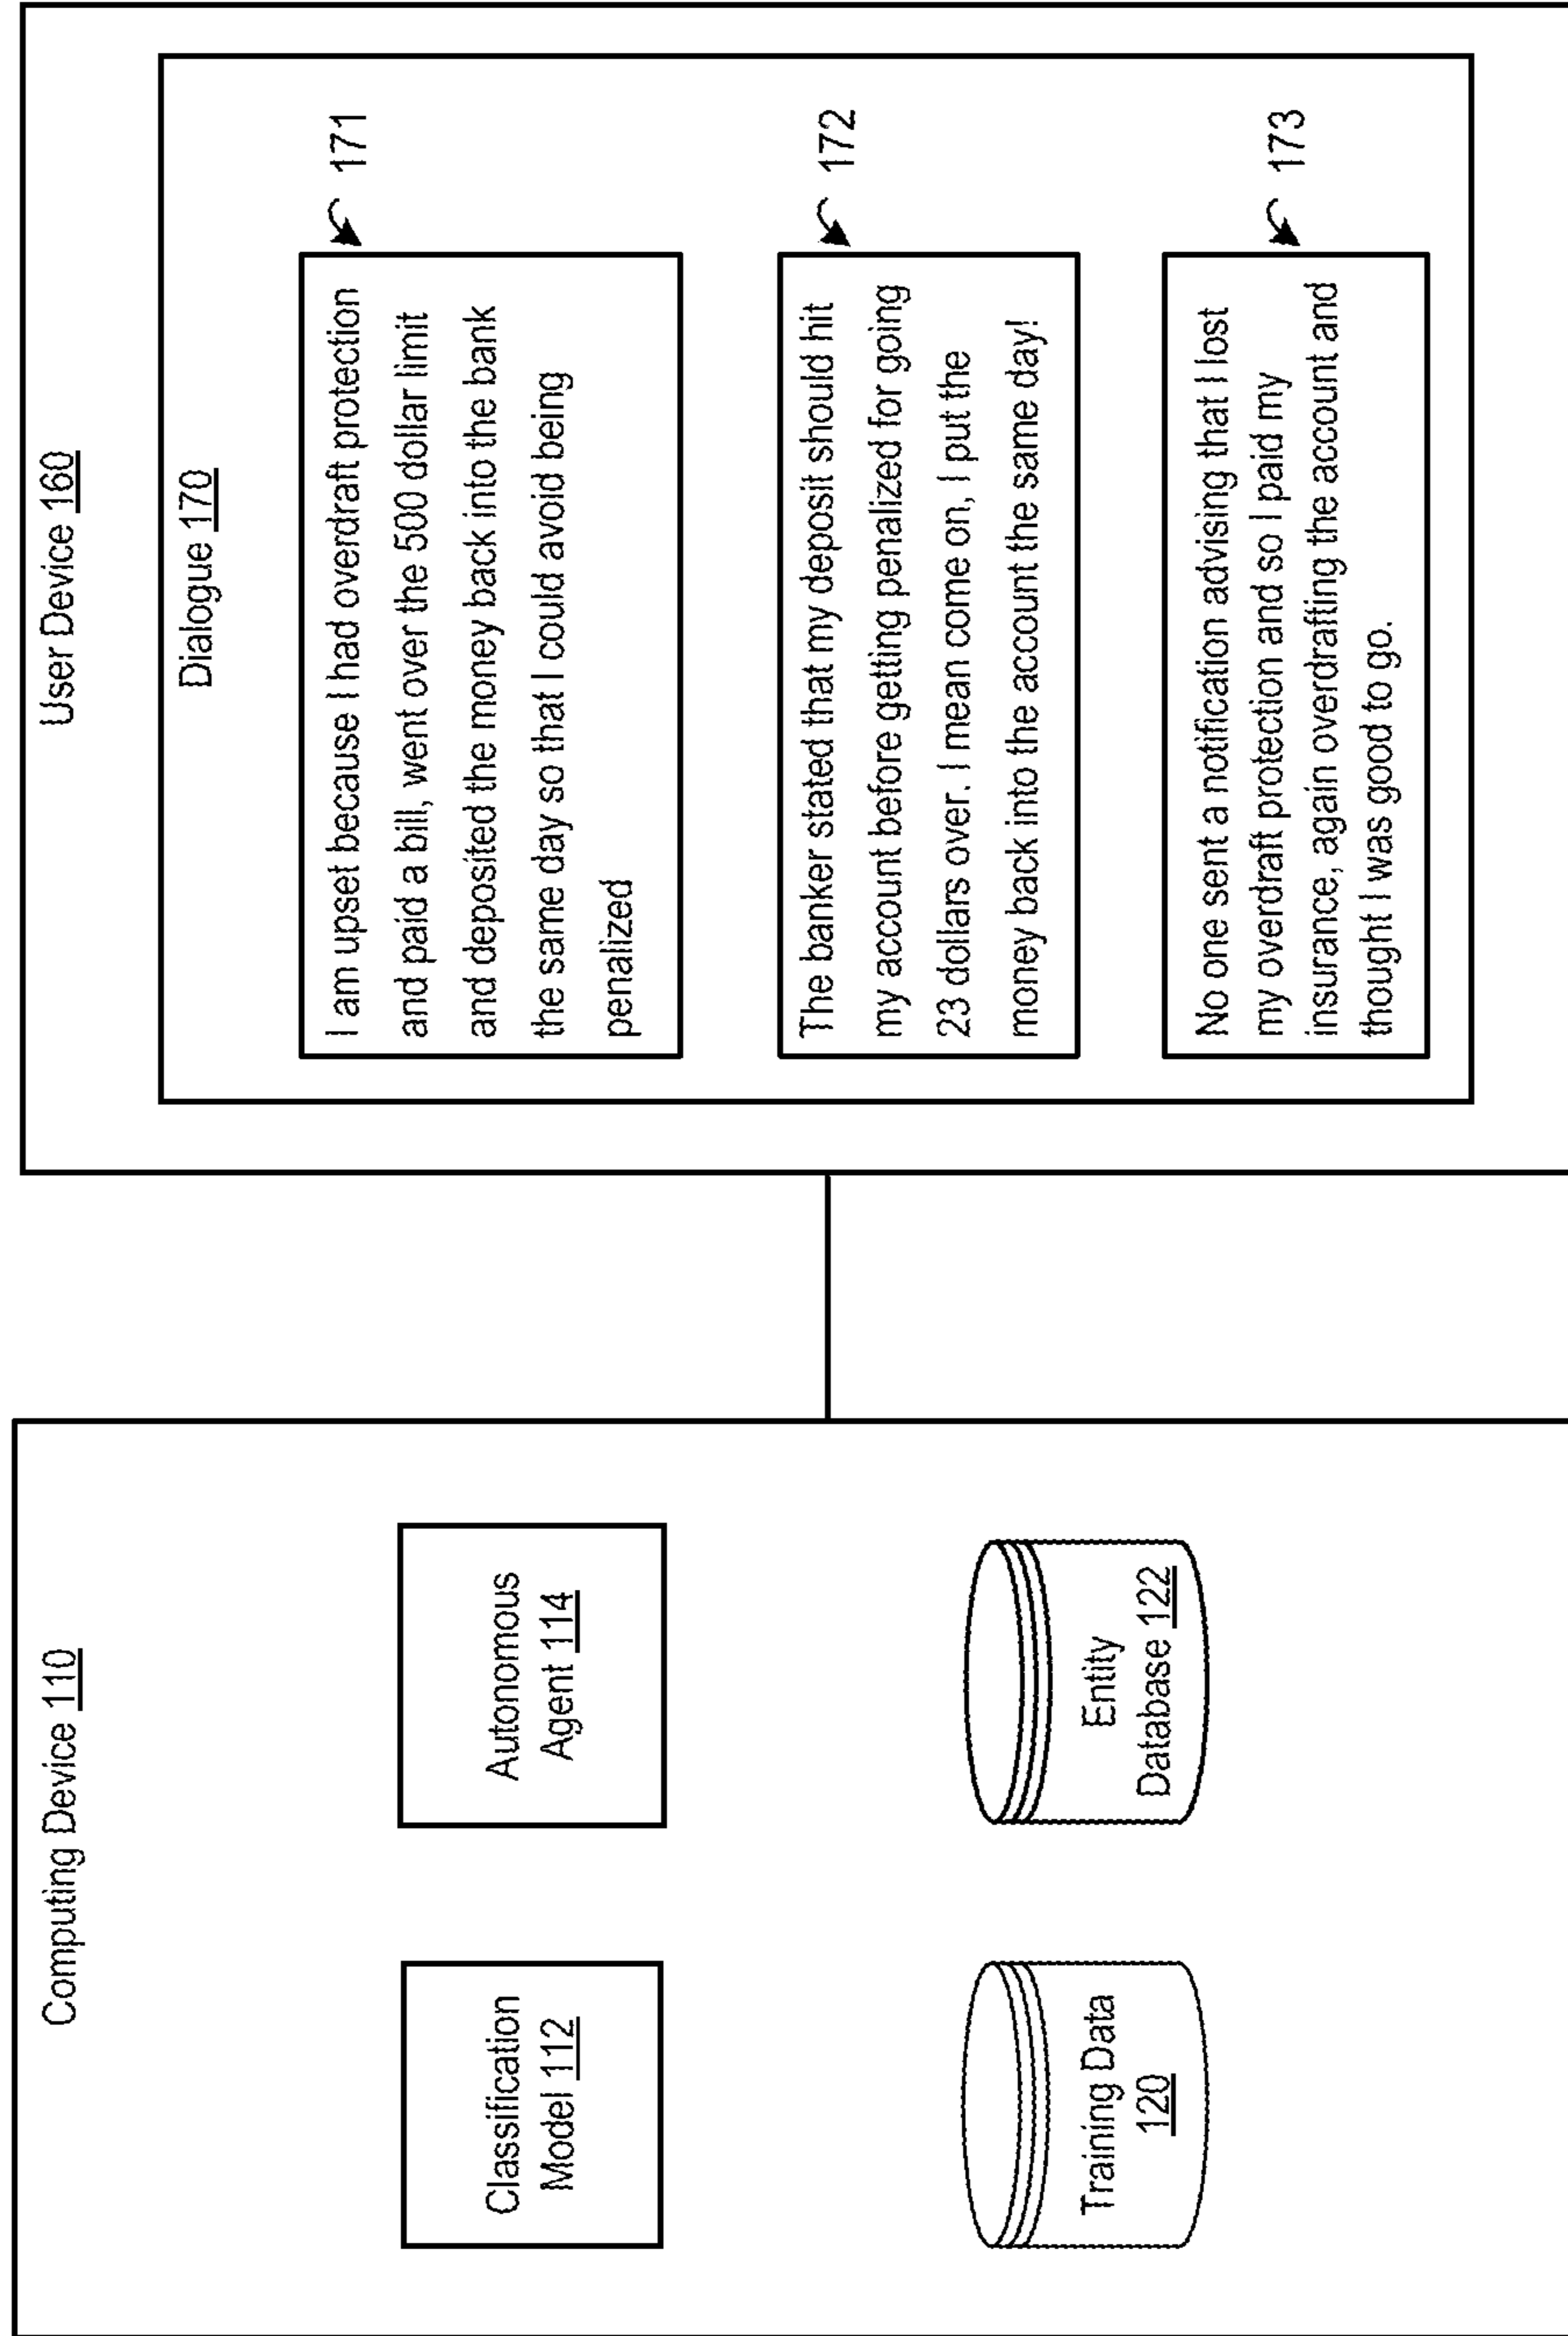 Computing Device 110
Classification
Model 112
Autonomous
Agent 114
Training Data
120
Entity
Database 122
User Device 160
Dialogue 170
I am upset because I had overdraft protection
and paid a bill, went over the 500 dollar limit
and deposited the money back into the bank
the same day so that I could avoid being
penalized
171
The banker stated that my deposit should hit
my account before getting penalized for going
23 dollars over. I mean come on, I put the
money back into the account the same day!
172
No one sent a notification advising that I lost
my overdraft protection and so I paid my
insurance, again overdrafting the account and
thought I was good to go.
173